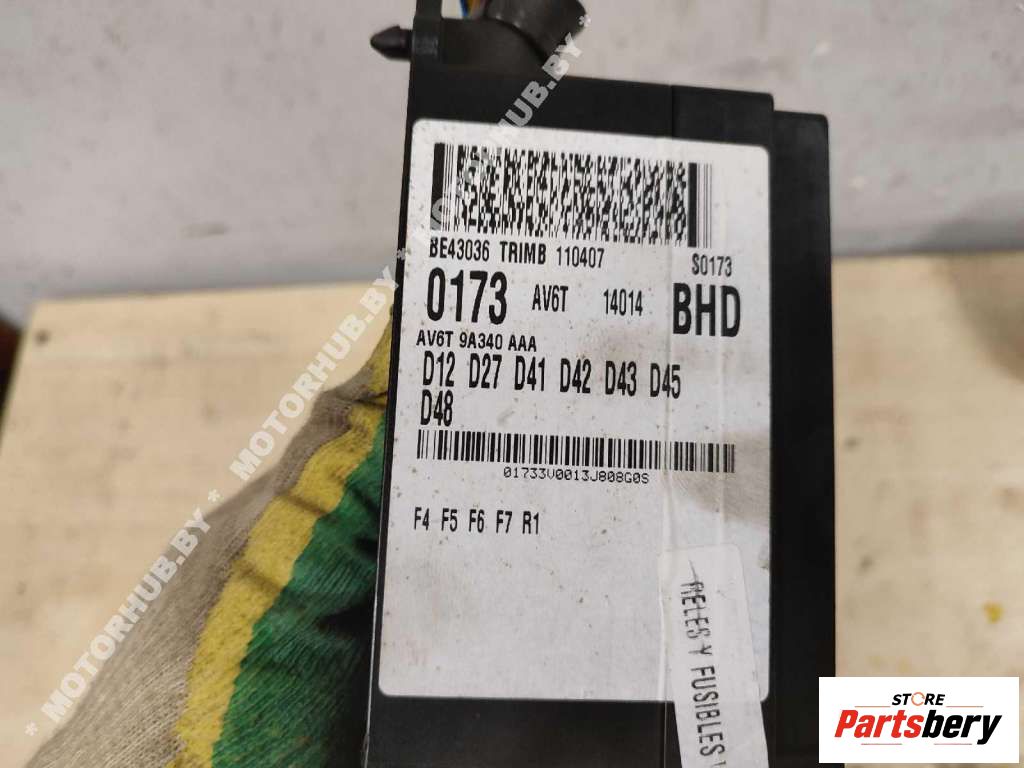 BE43036 TRIMB 110407 S0173
0173 AV6T 14014 BHD
AV6T 9A340 AAA
D12 D27 D41 D42 D43 D45
D48
01733V0013J808G0S
F4 F5 F6 F7 R1
RELES Y FUSIBLES
* MOTORHUB.BY * MOTORHUB.BY * MOTORHUB.BY *
STORE
Partsbery